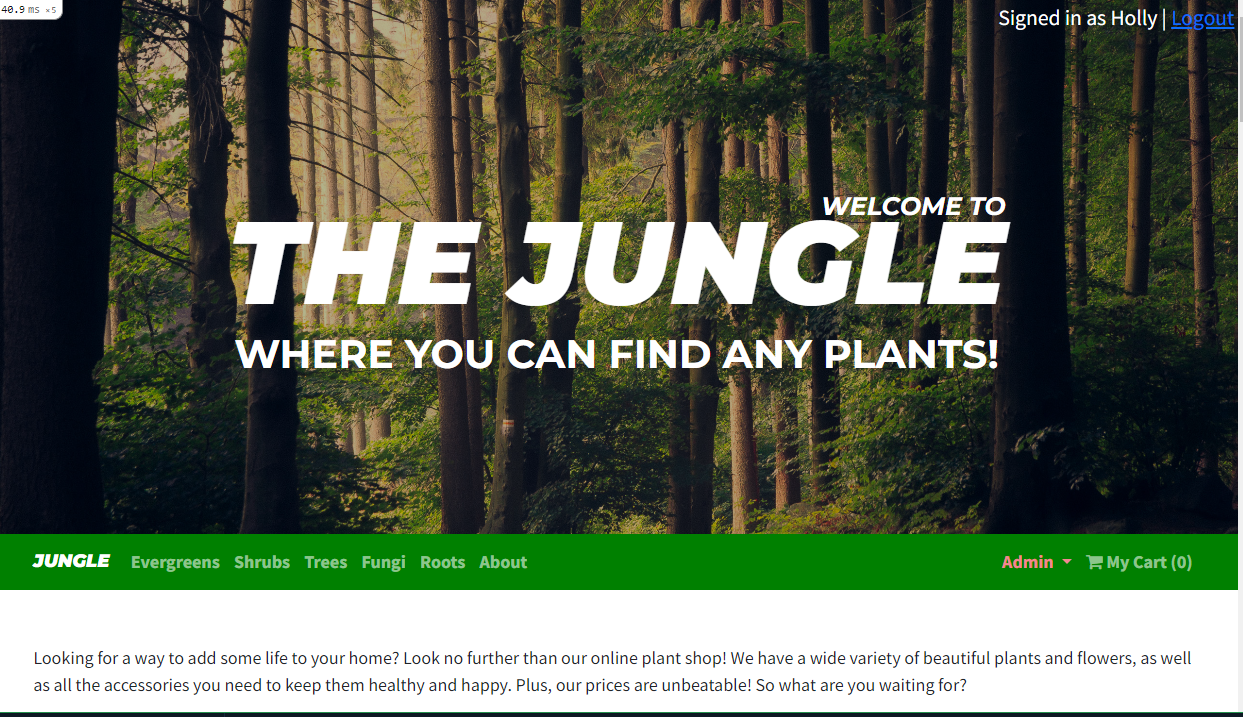 40.9 ms ×5
Signed in as Holly | Logout
WELCOME TO
THE JUNGLE
WHERE YOU CAN FIND ANY PLANTS!
JUNGLE Evergreens Shrubs Trees Fungi Roots About Admin My Cart (0)
Looking for a way to add some life to your home? Look no further than our online plant shop! We have a wide variety of beautiful plants and flowers, as well
as all the accessories you need to keep them healthy and happy. Plus, our prices are unbeatable! So what are you waiting for?